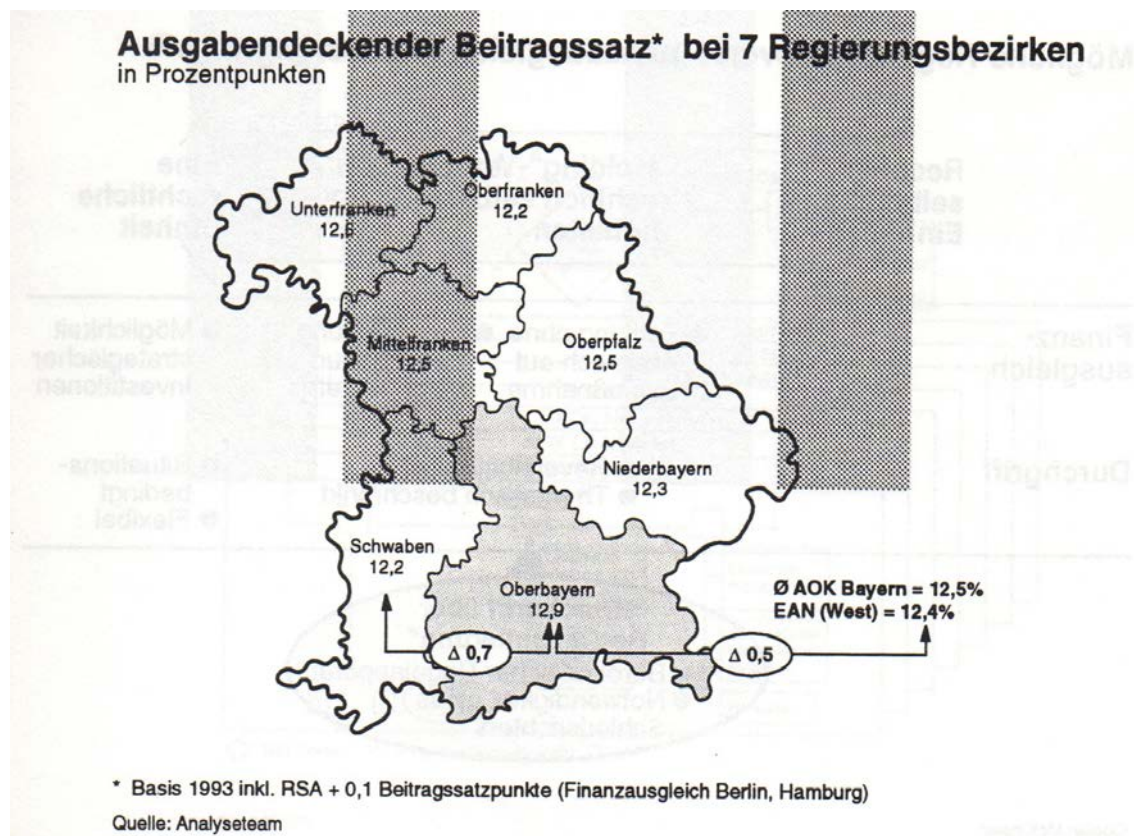 Ausgabendeckender Beitragssatz* bei 7 Regierungsbezirken
in Prozentpunkten
Oberfranken
12,2
Unterfranken
Mittelfranken
12,5
Oberpfalz
12,5
Niederbayern
12,3
Schwaben
12,2
Oberbayern
12,9
Ø AOK Bayern = 12,5%
EAN (West) = 12,4%
Δ 0,7
Δ 0,5
* Basis 1993 inkl. RSA + 0,1 Beitragssatzpunkte (Finanzausgleich Berlin, Hamburg)
Quelle: Analyseteam